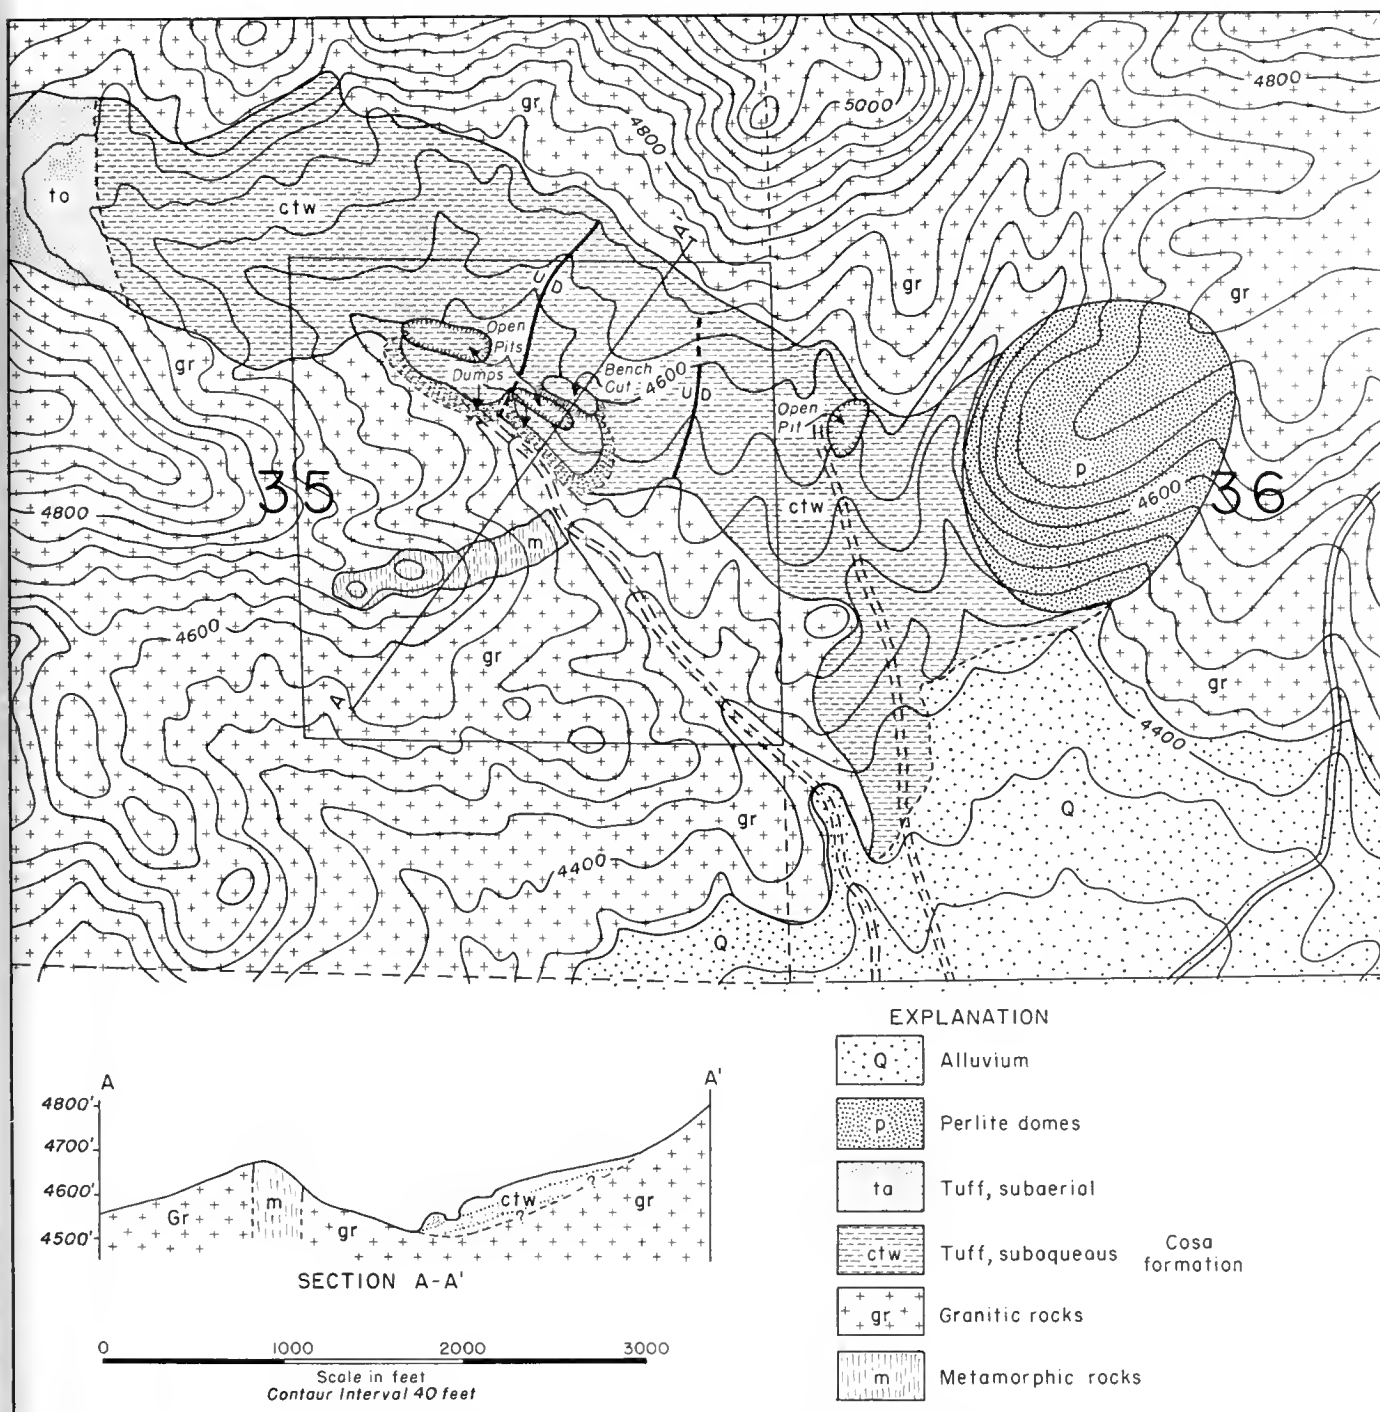 5000
4800
4800
gr
ta
ctw
A'
gr
gr
U D
Open
Pits
gr
Dumps
Bench
Cut
4600
U D
Open
Pit
p
35
4600
36
4800
ctw
m
4600
gr
gr
A
4400
gr
Q
4400
Q
EXPLANATION
Q Alluvium
p Perlite domes
ta Tuff, subaerial
ctw Tuff, subaqueous
Cosa
formation
gr Granitic rocks
m Metamorphic rocks
A
A'
4800'
4700'
4600'
4500'
Gr
m
gr
ctw
?
?
gr
SECTION A-A'
0 1000 2000 3000
Scale in feet
Contour Interval 40 feet